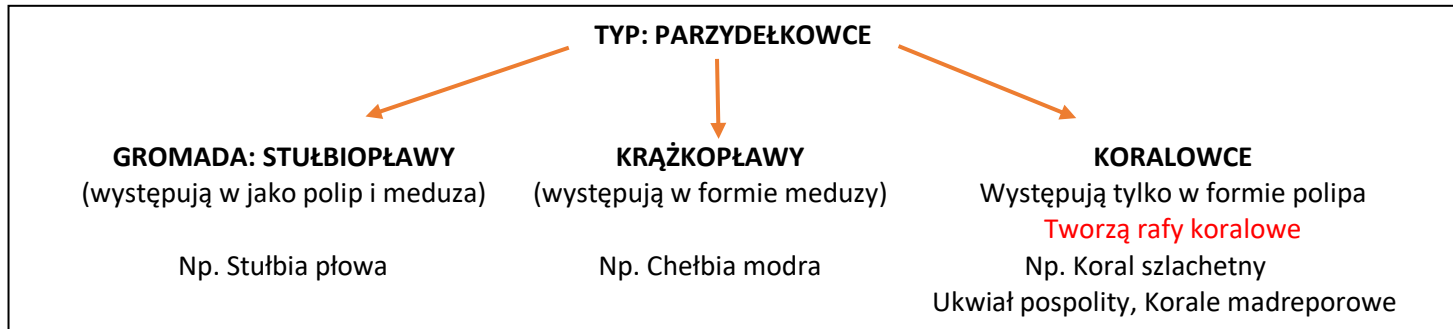 TYP: PARZYDEŁKOWCE
GROMADA: STUŁBIOPŁAWY
(występują w jako polip i meduza)
Np. Stułbia płowa
KRĄŻKOPŁAWY
(występują w formie meduzy)
Np. Chełbia modra
KORALOWCE
Występują tylko w formie polipa
Tworzą rafy koralowe
Np. Koral szlachetny
Ukwiał pospolity, Korale madreporowe